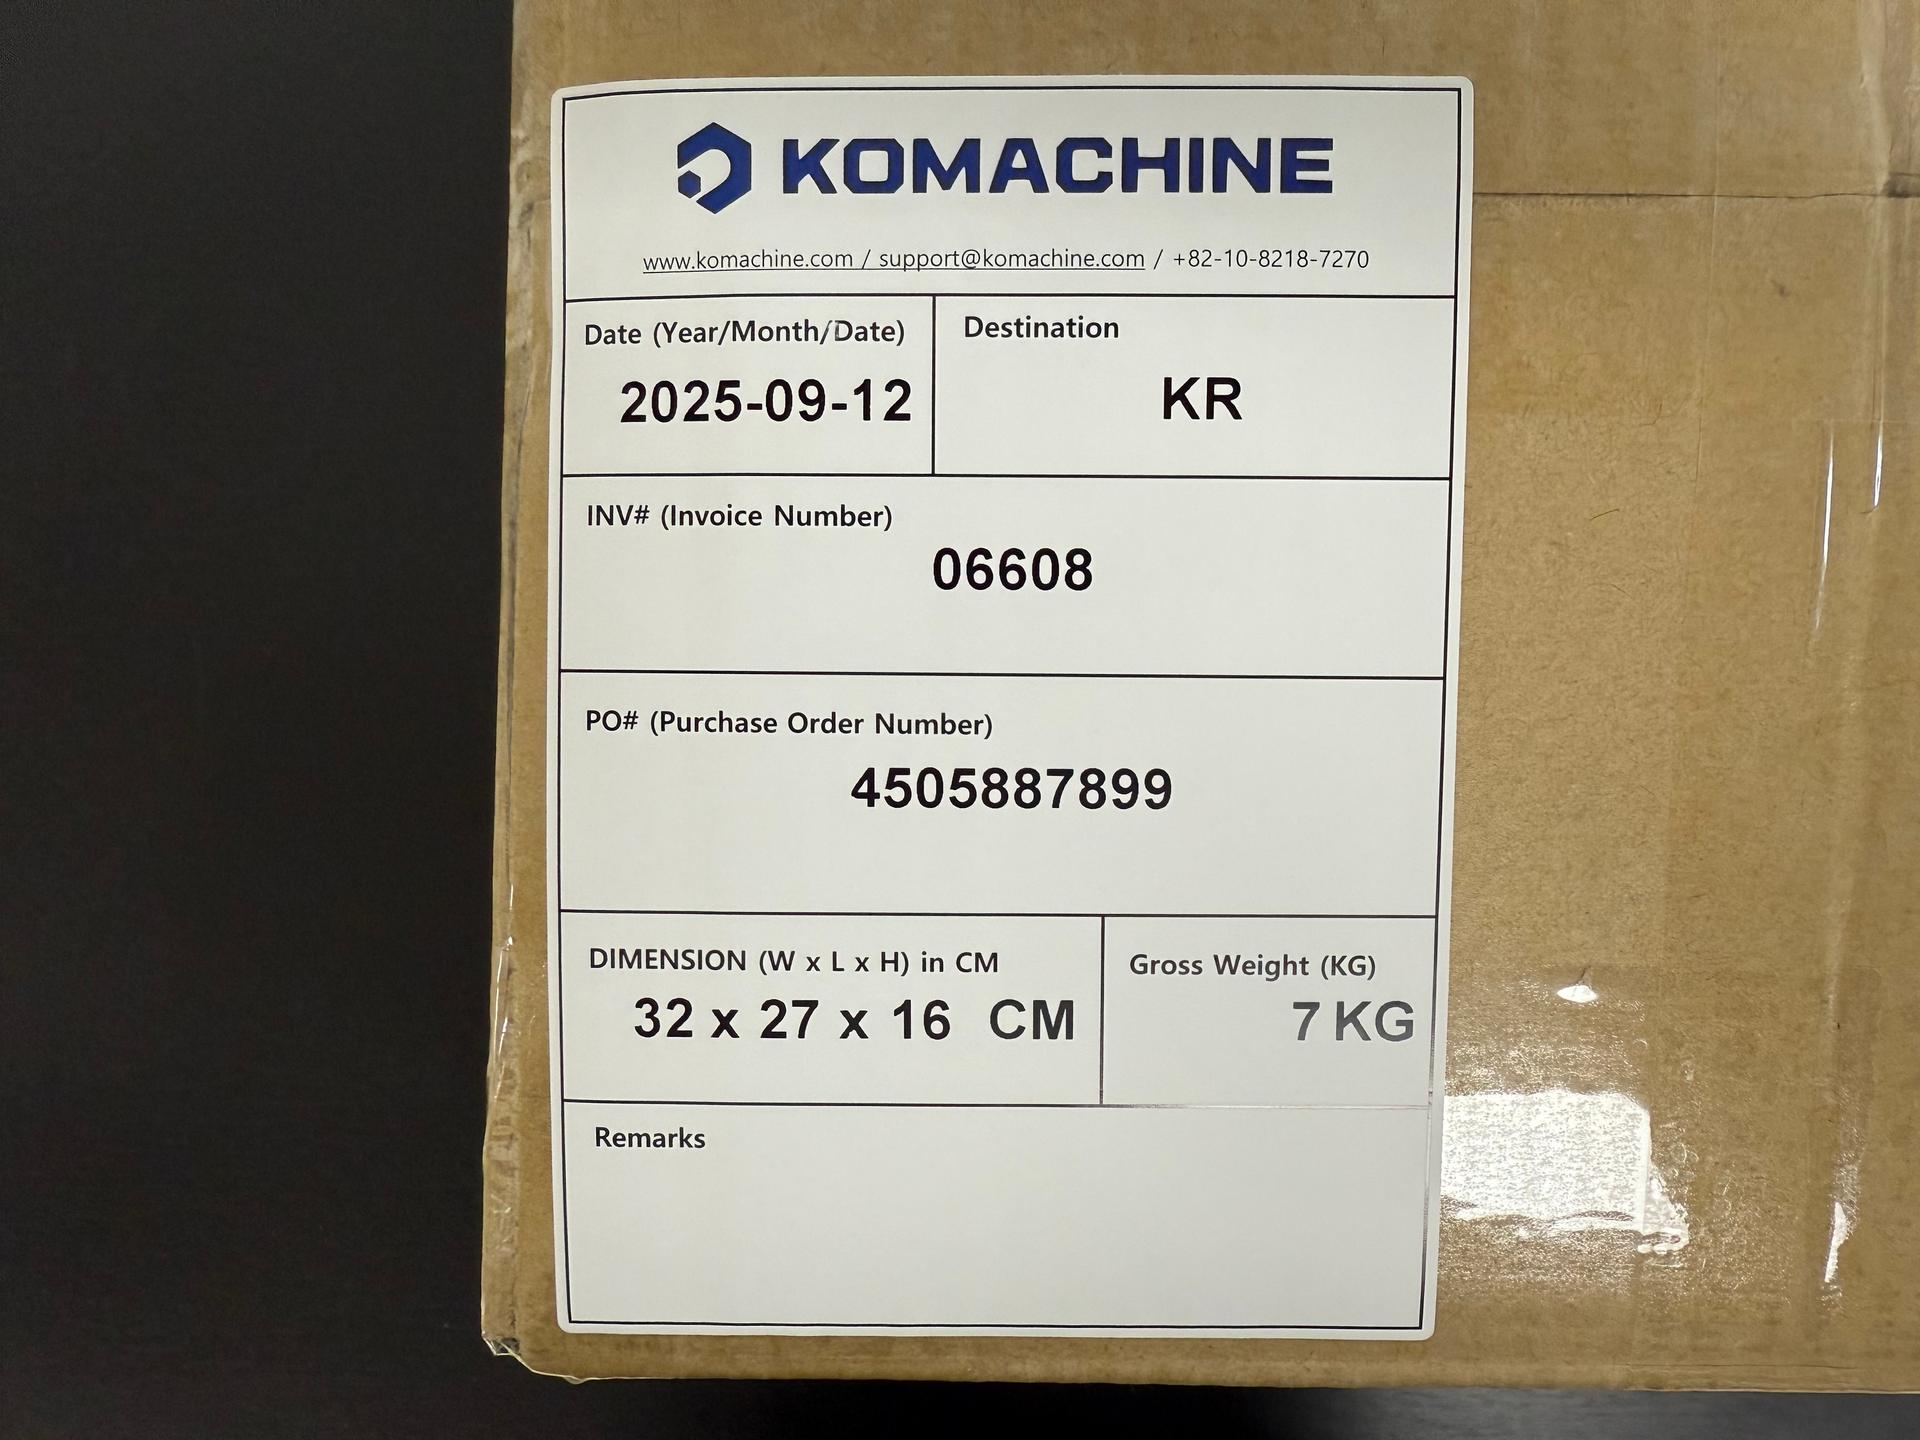 KOMACHINE
www.komachine.com / support@komachine.com / +82-10-8218-7270
Date (Year/Month/Date)
2025-09-12
Destination
KR
INV# (Invoice Number)
06608
PO# (Purchase Order Number)
4505887899
DIMENSION (W x L x H) in CM
32 x 27 x 16 CM
Gross Weight (KG)
7 KG
Remarks